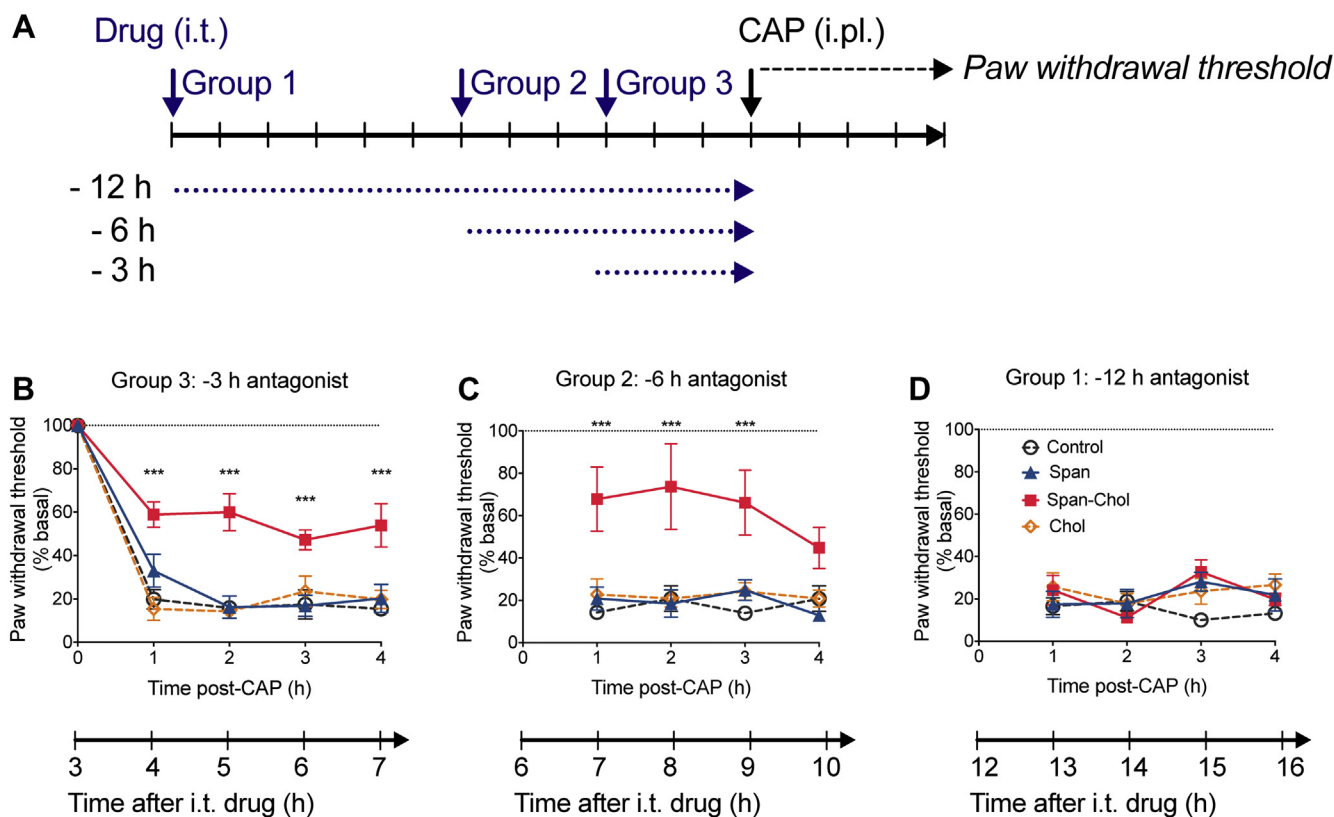 A
Drug (i.t.)
CAP (i.pl.)
Group 1
Group 2
Group 3
Paw withdrawal threshold
- 12 h
- 6 h
- 3 h
B
Group 3: -3 h antagonist
Paw withdrawal threshold
(% basal)
100
80
60
40
20
0
***
***
***
***
0 1 2 3 4
Time post-CAP (h)
3 4 5 6 7
Time after i.t. drug (h)
C
Group 2: -6 h antagonist
Paw withdrawal threshold
(% basal)
100
80
60
40
20
0
***
***
***
0 1 2 3 4
Time post-CAP (h)
6 7 8 9 10
Time after i.t. drug (h)
D
Group 1: -12 h antagonist
Paw withdrawal threshold
(% basal)
100
80
60
40
20
0
Control
Span
Span-Chol
Chol
0 1 2 3 4
Time post-CAP (h)
12 13 14 15 16
Time after i.t. drug (h)